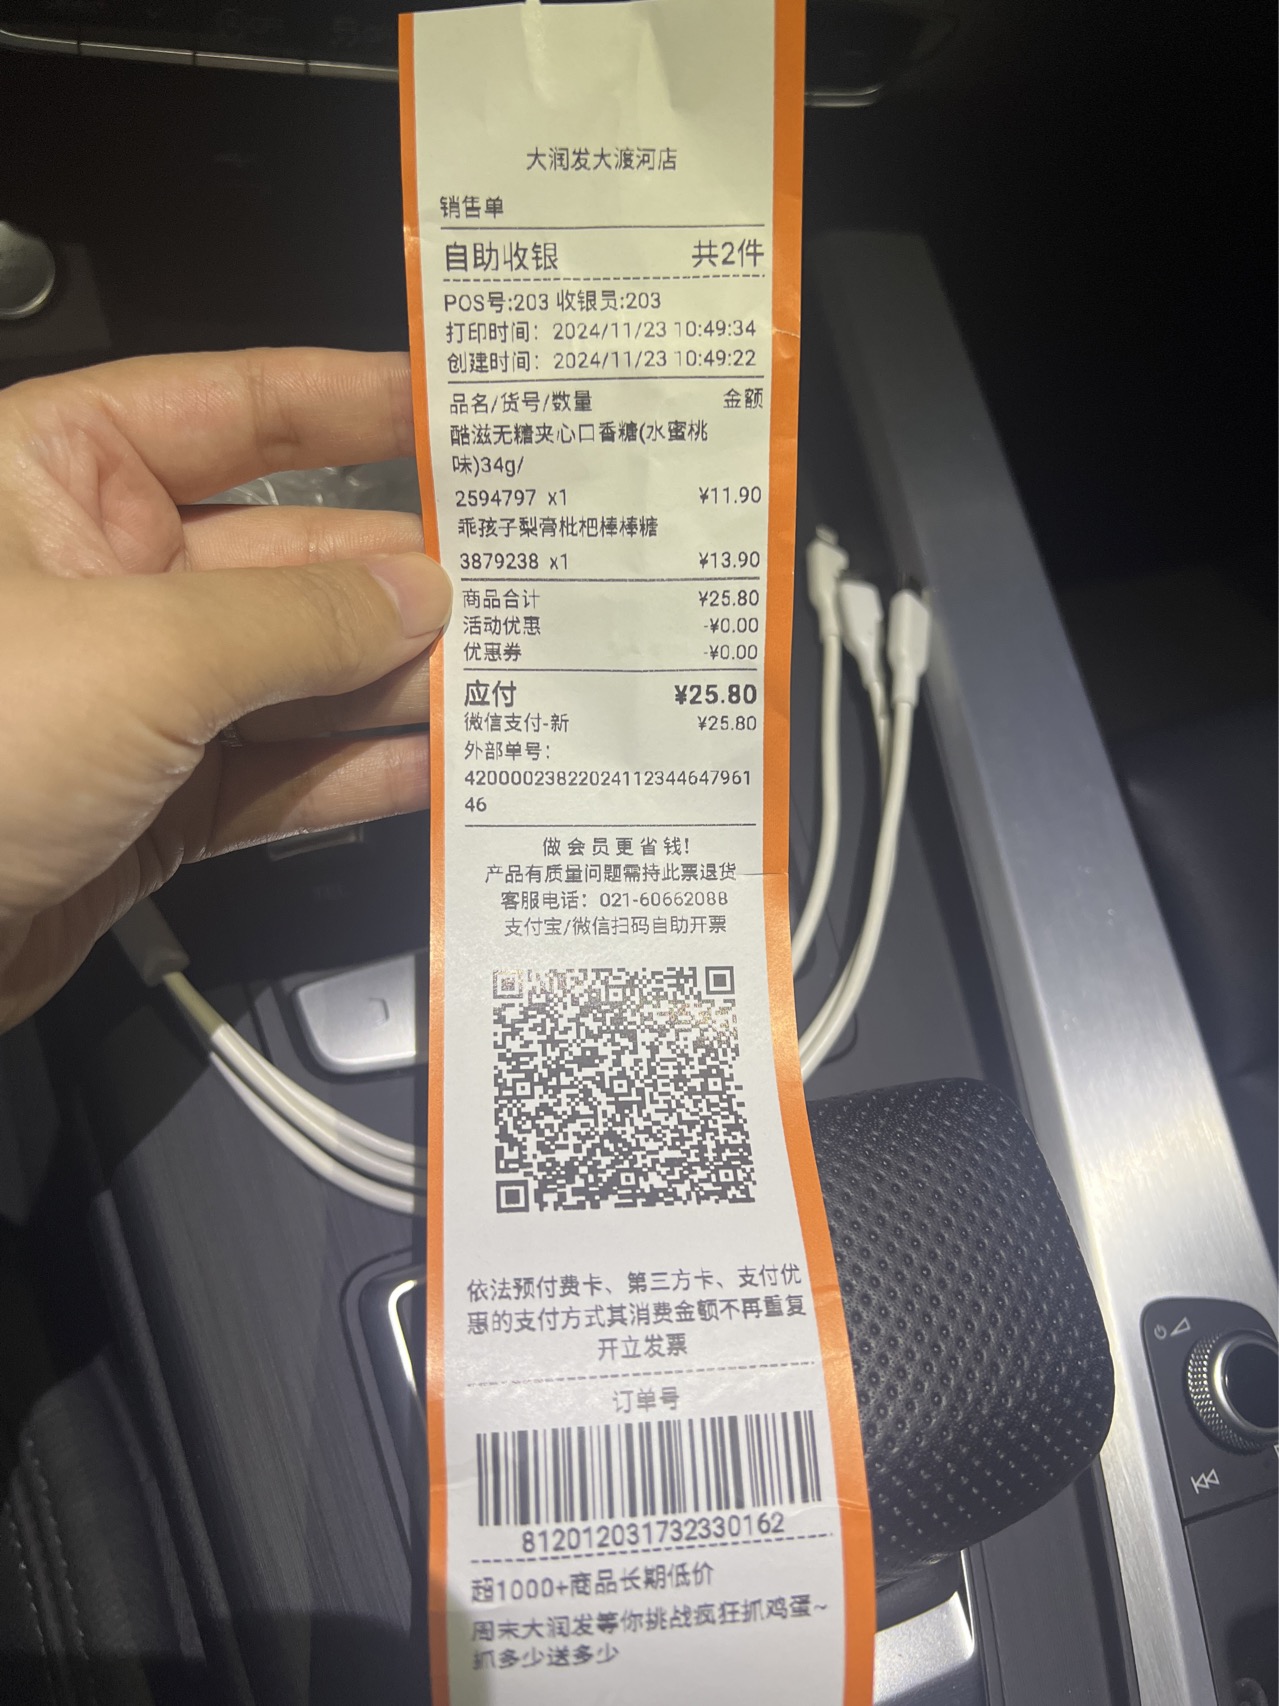 大润发大渡河店
销售单
自助收银 共2件
POS号:203 收银员:203
打印时间: 2024/11/23 10:49:34
创建时间: 2024/11/23 10:49:22
品名/货号/数量 金额
酷滋无糖夹心口香糖(水蜜桃
味)34g/
2594797 x1 ¥11.90
乖孩子梨膏枇杷棒棒糖
3879238 x1 ¥13.90
商品合计 ¥25.80
活动优惠 -¥0.00
优惠券 -¥0.00
应付 ¥25.80
微信支付-新 ¥25.80
外部单号:
42000023822024112344647961
46
做会员更省钱!
产品有质量问题需持此票退货
客服电话: 021-60662088
支付宝/微信扫码自助开票
依法预付费卡、第三方卡、支付优
惠的支付方式其消费金额不再重复
开立发票
订单号
812012031732330162
超1000+商品长期低价
周末大润发等你挑战疯狂抓鸡蛋~
抓多少送多少